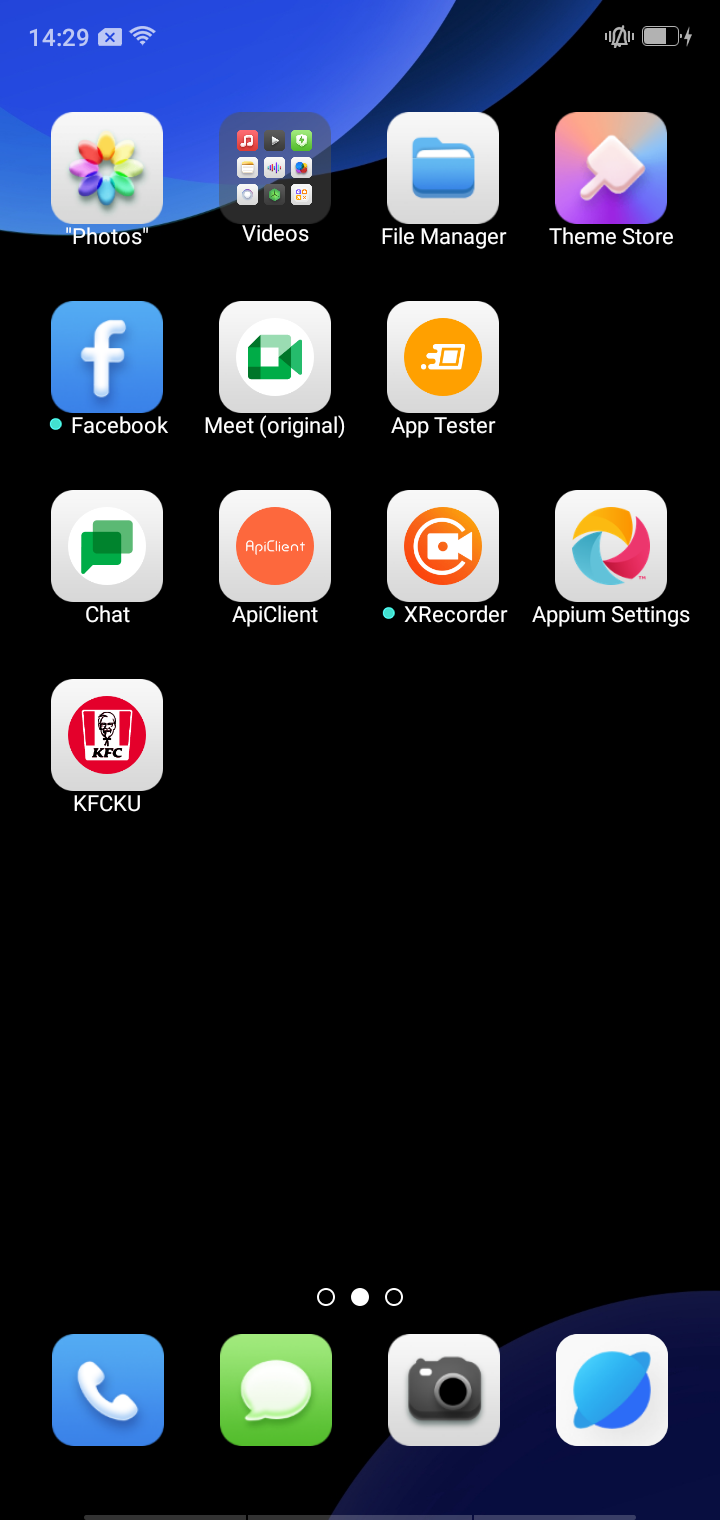 14:29
"Photos" Videos File Manager Theme Store
Facebook Meet (original) App Tester
ApiClient
Chat ApiClient XRecorder Appium Settings
KFC
KFCKU